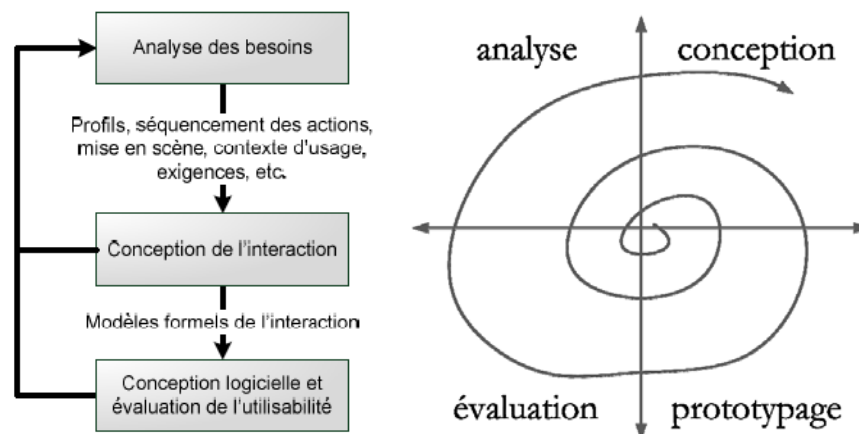 Analyse des besoins
Profils, séquencement des actions,
mise en scène, contexte d'usage,
exigences, etc.
Conception de l'interaction
Modèles formels de l'interaction
Conception logicielle et
évaluation de l'utilisabilité
analyse
conception
évaluation
prototypage